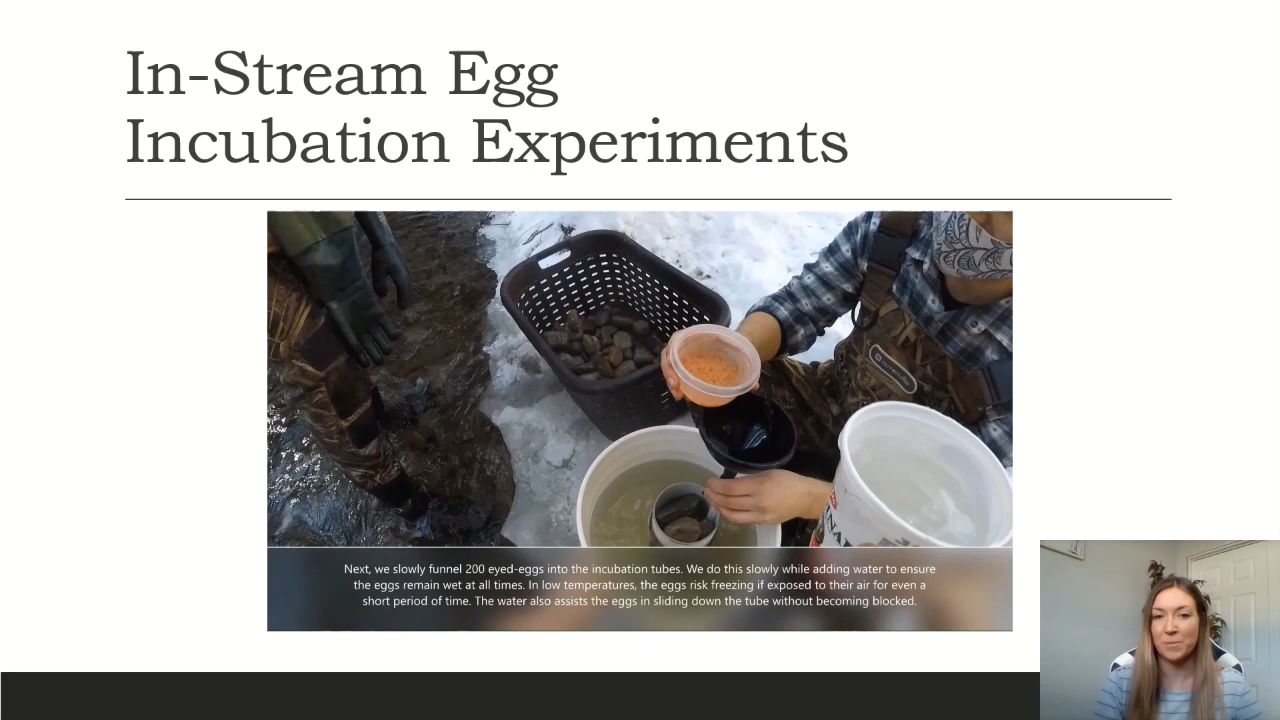 In-Stream Egg
Incubation Experiments
Next, we slowly funnel 200 eyed-eggs into the incubation tubes. We do this slowly while adding water to ensure
the eggs remain wet at all times. In low temperatures, the eggs risk freezing if exposed to their air for even a
short period of time. The water also assists the eggs in sliding down the tube without becoming blocked.